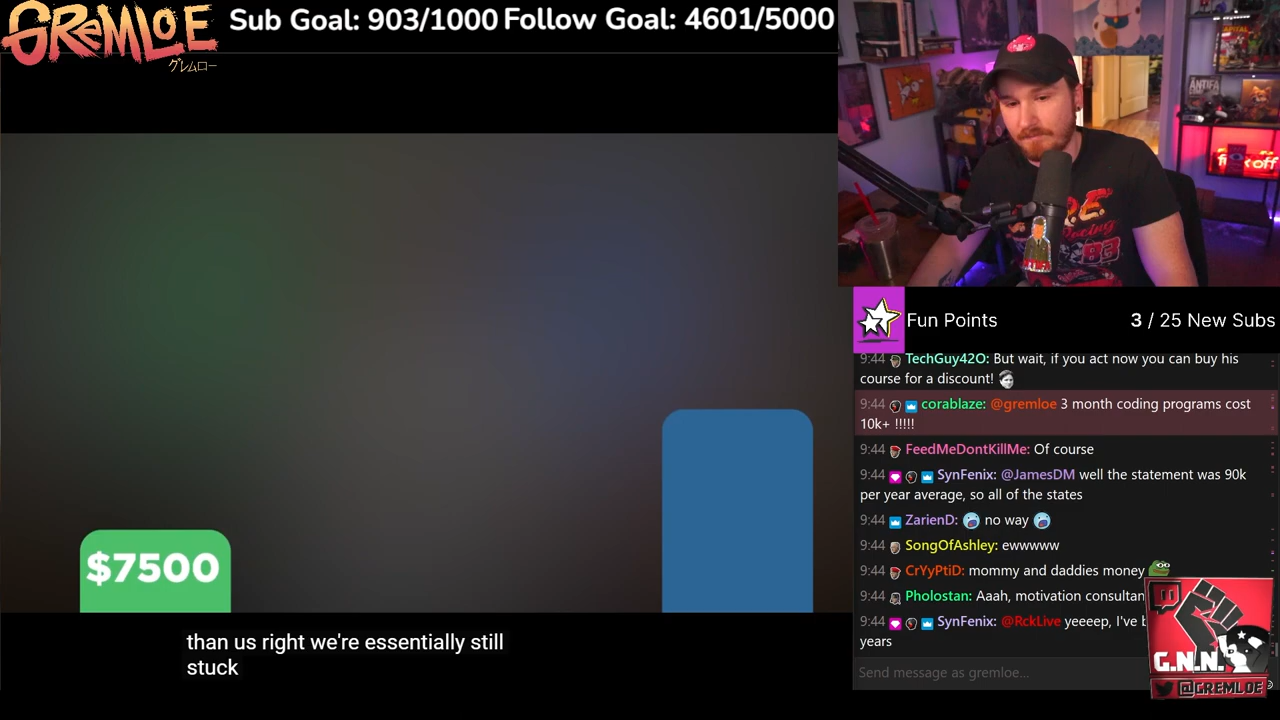 GREMLOE
グレムロー
Sub Goal: 903/1000 Follow Goal: 4601/5000
ANTIFA
fuck off
93
Fun Points
3 / 25 New Subs
9:44 TechGuy42O: But wait, if you act now you can buy his
course for a discount!
9:44 corablaze: @gremloe 3 month coding programs cost
10k+ !!!!!
9:44 FeedMeDontKillMe: Of course
9:44 SynFenix: @JamesDM well the statement was 90k
per year average, so all of the states
9:44 ZarienD: no way
9:44 SongOfAshley: ewwwww
9:44 CrYyPtiD: mommy and daddies money
9:44 Pholostan: Aaah, motivation consultan
9:44 SynFenix: @RckLive yeeeep, I've b
years
$7500
than us right we're essentially still
stuck
Send message as gremloe...
G.N.N.
@GREMLOE